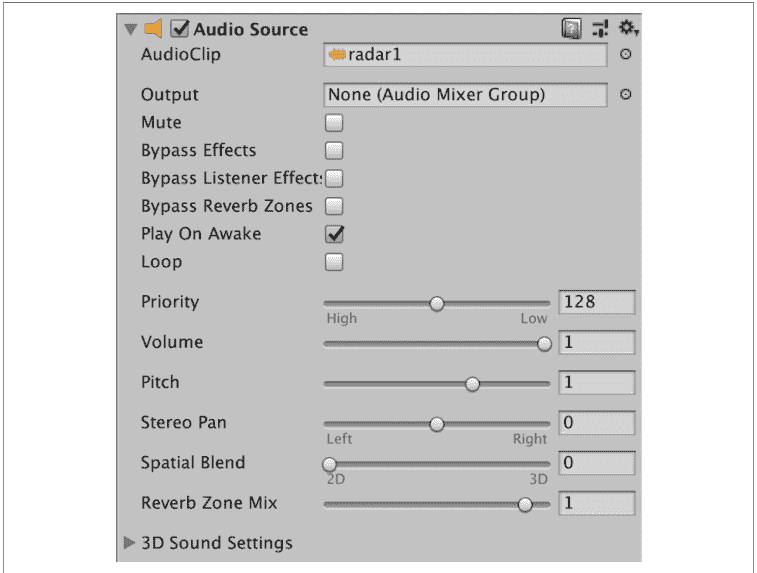 Audio Source
AudioClip radar1
Output None (Audio Mixer Group)
Mute
Bypass Effects
Bypass Listener Effect:
Bypass Reverb Zones
Play On Awake
Loop
Priority 128
High Low
Volume 1
Pitch 1
Stereo Pan 0
Left Right
Spatial Blend 0
2D 3D
Reverb Zone Mix 1
3D Sound Settings